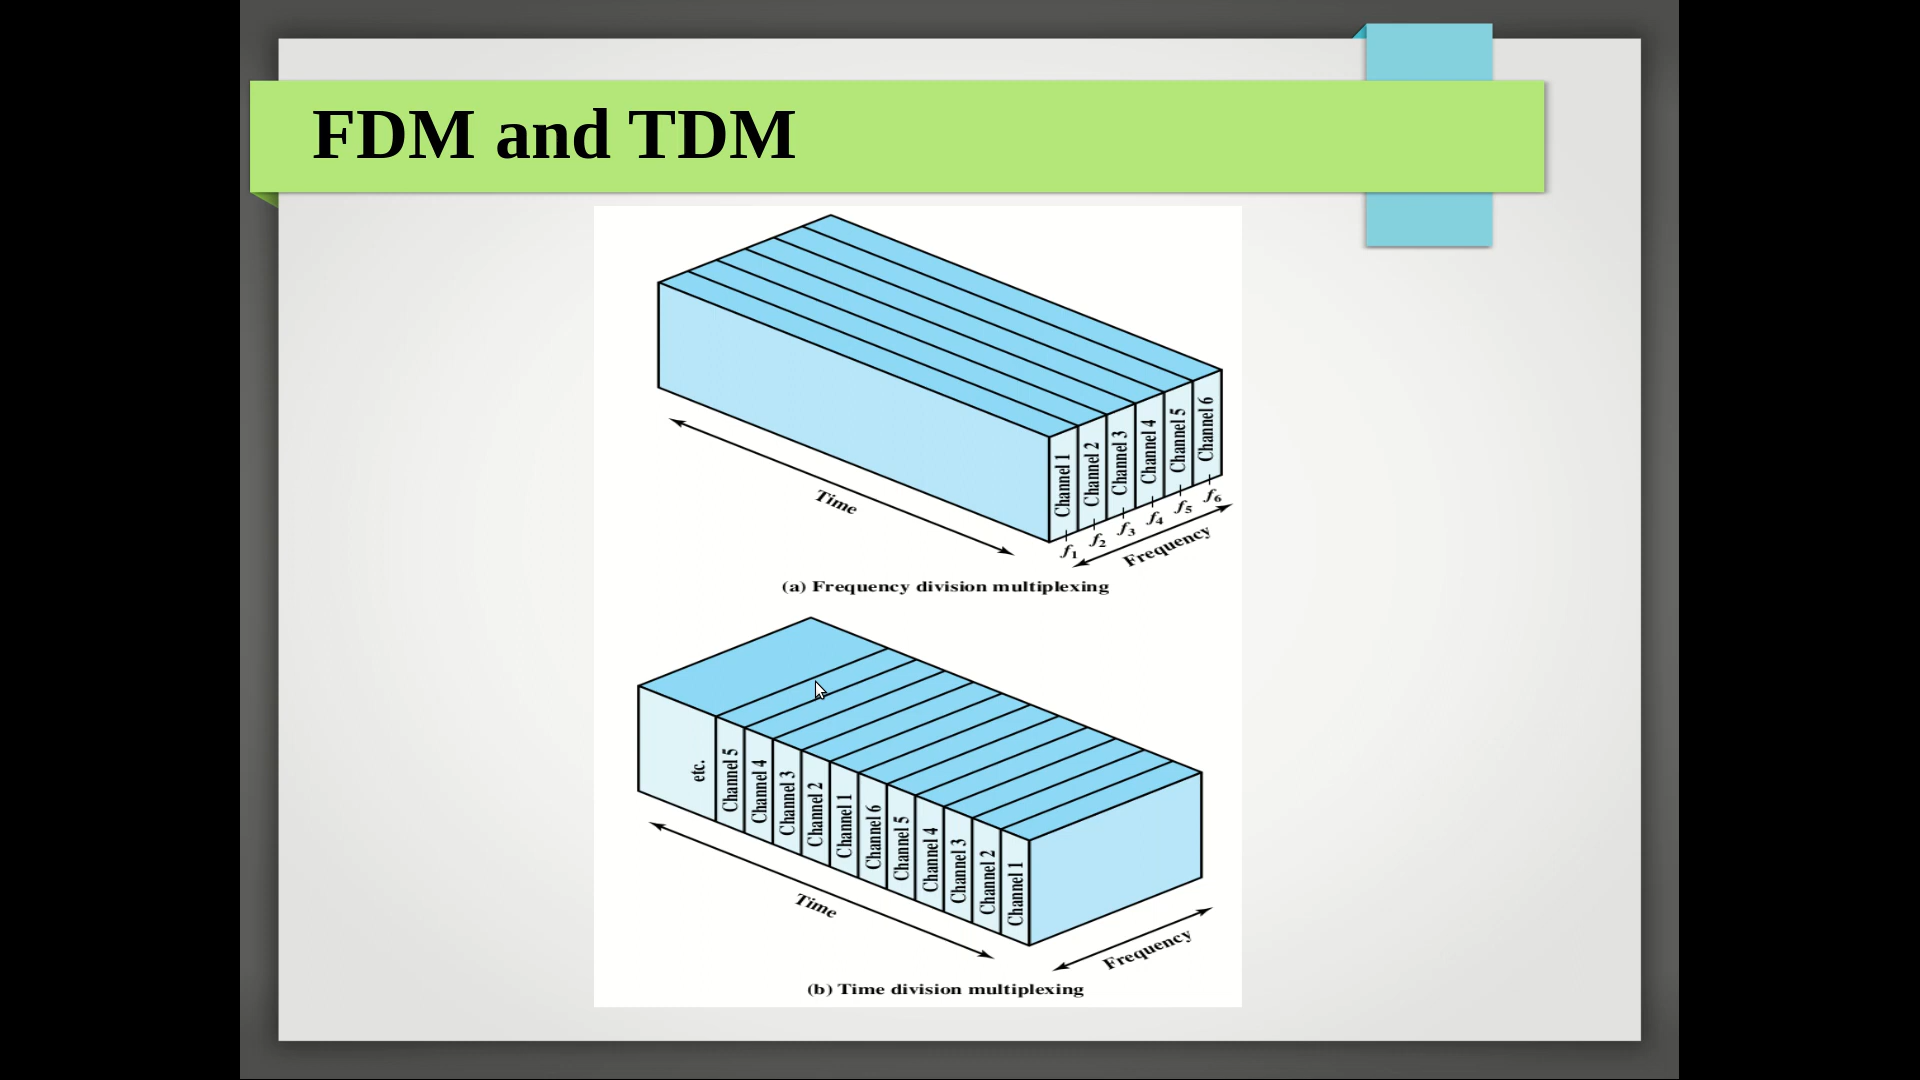 FDM and TDM
Channel 1
Channel 2
Channel 3
Channel 4
Channel 5
Channel 6
f1
f2
f3
f4
f5
f6
Time
Frequency
(a) Frequency division multiplexing
etc.
Channel 5
Channel 4
Channel 3
Channel 2
Channel 1
Channel 6
Channel 5
Channel 4
Channel 3
Channel 2
Channel 1
Time
Frequency
(b) Time division multiplexing